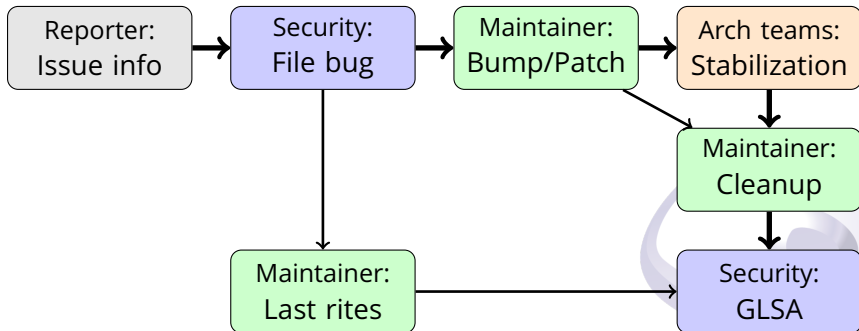 Reporter:
Issue info
Security:
File bug
Maintainer:
Bump/Patch
Arch teams:
Stabilization
Maintainer:
Cleanup
Maintainer:
Last rites
Security:
GLSA